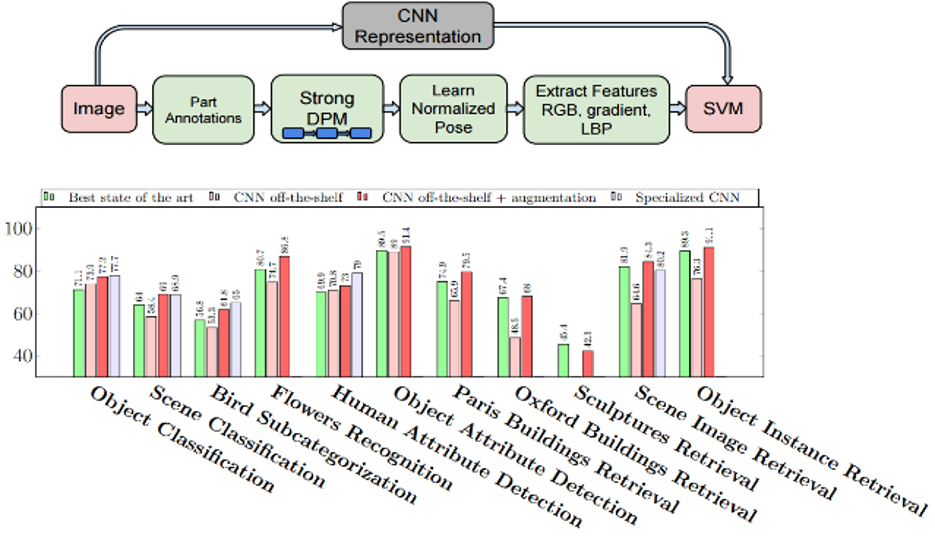 CNN
Representation
Image
Part
Annotations
Strong
DPM
Learn
Normalized
Pose
Extract Features
RGB, gradient,
LBP
SVM
Best state of the art CNN off-the-shelf CNN off-the-shelf + augmentation Specialized CNN
100
80
60
40
71.1 73.9 77.2 77.7
64 58.4 69 68.9
56.8 53.3 61.8 65
80.7 74.7 86.8
69.9 70.8 73 79
89.5 89 91.4
74.9 65.9 79.5
67.4 48.5 68
45.4 42.3
81.9 64.6 84.3 80.2
89.3 76.3 91.1
Object Classification
Scene Classification
Bird Subcategorization
Flowers Recognition
Human Attribute Detection
Object Attribute Detection
Paris Buildings Retrieval
Oxford Buildings Retrieval
Sculptures Retrieval
Scene Image Retrieval
Object Instance Retrieval